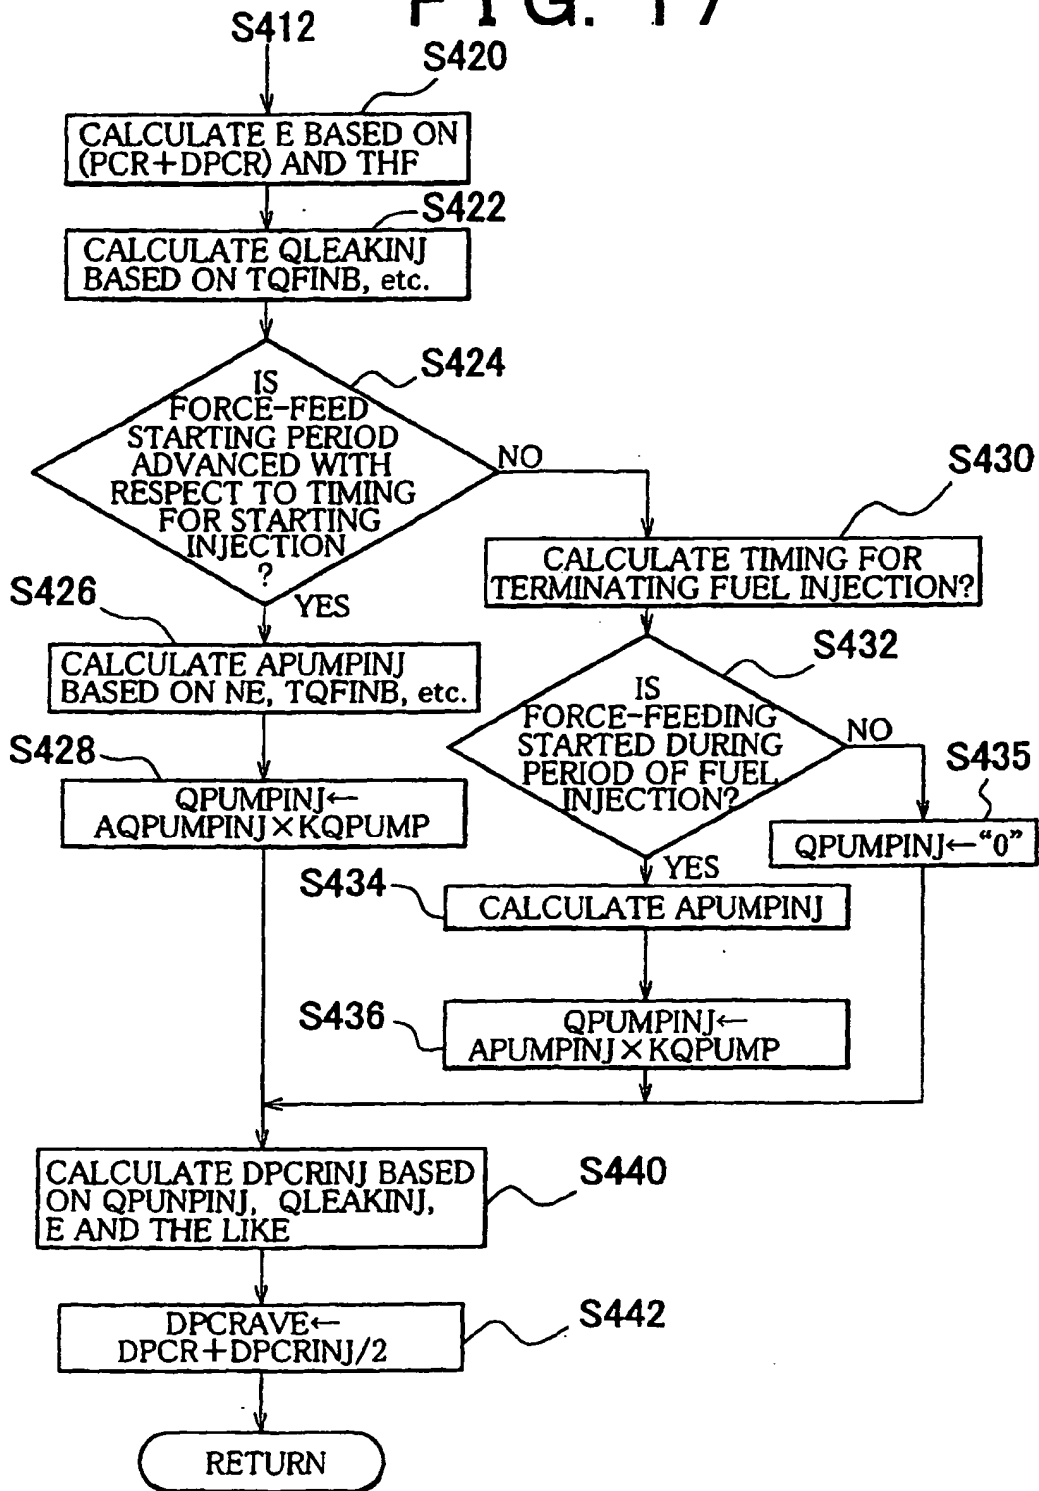 FIG. 17
S412
S420
CALCULATE E BASED ON
(PCR+DPCR) AND THF
S422
CALCULATE QLEAKINJ
BASED ON TQFINB, etc.
S424
IS
FORCE-FEED
STARTING PERIOD
ADVANCED WITH
RESPECT TO TIMING
FOR STARTING
INJECTION
?
NO
YES
S430
CALCULATE TIMING FOR
TERMINATING FUEL INJECTION?
S426
CALCULATE APUMPINJ
BASED ON NE, TQFINB, etc.
S432
IS
FORCE-FEEDING
STARTED DURING
PERIOD OF FUEL
INJECTION?
NO
YES
S428
QPUMPINJ←
AQPUMPINJ×KQPUMP
S435
QPUMPINJ←“0”
S434
CALCULATE APUMPINJ
S436
QPUMPINJ←
APUMPINJ×KQPUMP
S440
CALCULATE DPCRINJ BASED
ON QPUNPINJ, QLEAKINJ,
E AND THE LIKE
S442
DPCRAVE←
DPCR+DPCRINJ/2
RETURN